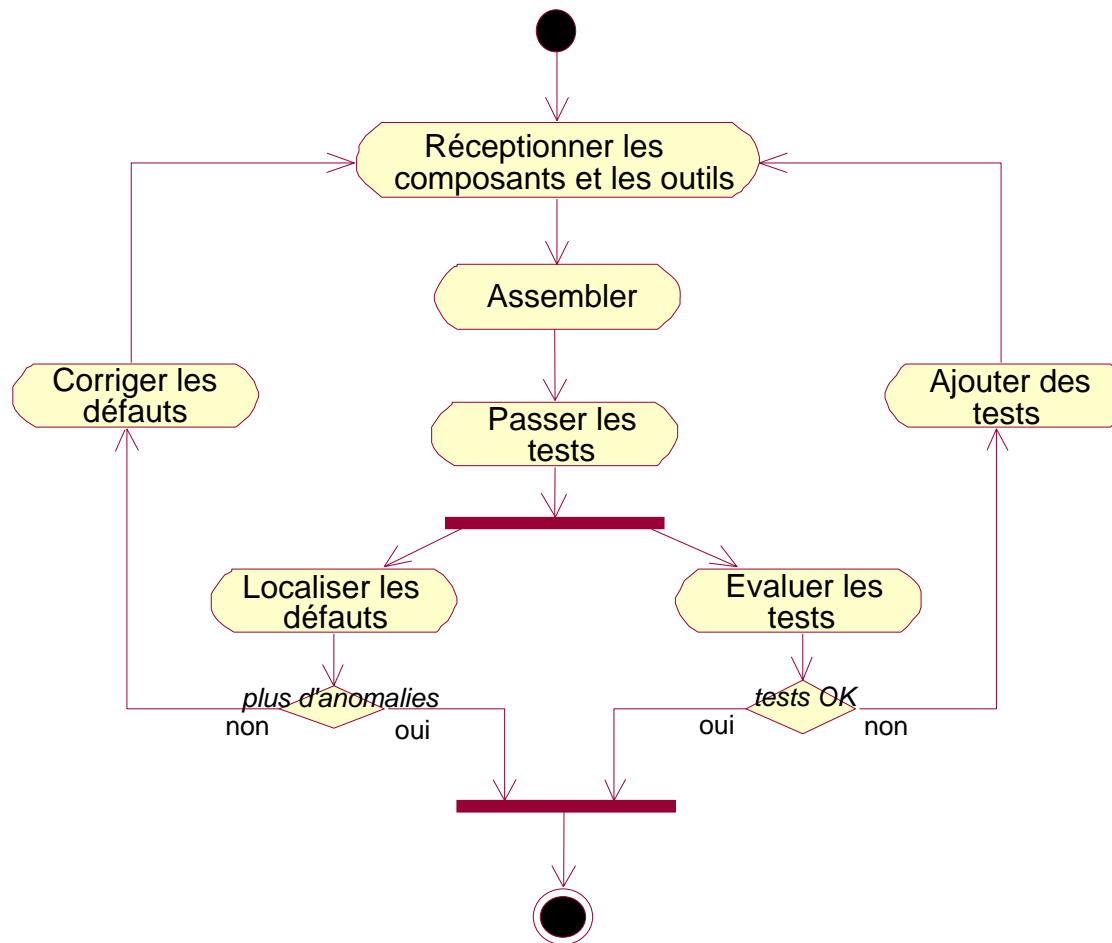 Réceptionner les
composants et les outils
Assembler
Corriger les
défauts
Passer les
tests
Ajouter des
tests
Localiser les
défauts
Evaluer les
tests
plus d'anomalies
non
oui
tests OK
oui
non